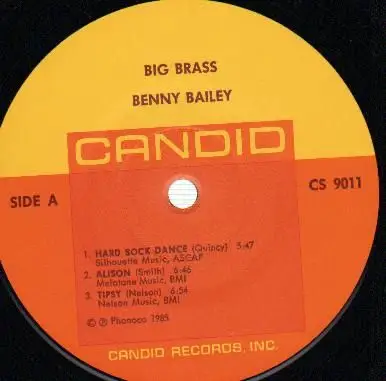 BIG BRASS
BENNY BAILEY
CANDID
SIDE A
CS 9011
1. HARD SOCK DANCE (Quincy) 5:47
Silhouette Music, ASCAP
2. ALISON (Smith) 6:46
Melotone Music, BMI
3. TIPSY (Nelson) 6:54
Nelson Music, BMI
© ℗ Phonoco 1985
CANDID RECORDS, INC.